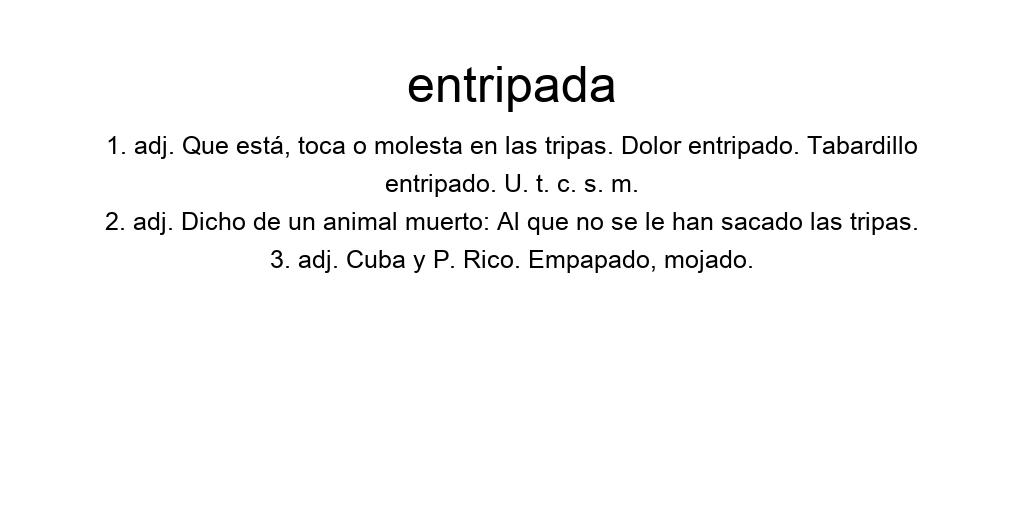 entripada
1. adj. Que está, toca o molesta en las tripas. Dolor entripado. Tabardillo
entripado. U. t. c. s. m.
2. adj. Dicho de un animal muerto: Al que no se le han sacado las tripas.
3. adj. Cuba y P. Rico. Empapado, mojado.